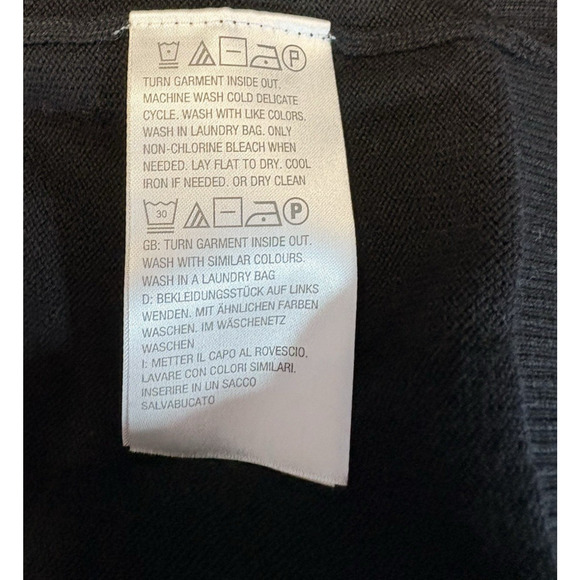 TURN GARMENT INSIDE OUT.
MACHINE WASH COLD DELICATE
CYCLE. WASH WITH LIKE COLORS.
WASH IN LAUNDRY BAG. ONLY
NON-CHLORINE BLEACH WHEN
NEEDED. LAY FLAT TO DRY. COOL
IRON IF NEEDED. OR DRY CLEAN
30 P
GB: TURN GARMENT INSIDE OUT.
WASH WITH SIMILAR COLOURS.
WASH IN A LAUNDRY BAG
D: BEKLEIDUNGSSTÜCK AUF LINKS
WENDEN. MIT ÄHNLICHEN FARBEN
WASCHEN. IM WÄSCHENETZ
WASCHEN
I: METTER IL CAPO AL ROVESCIO.
LAVARE CON COLORI SIMILARI.
INSERIRE IN UN SACCO
SALVABUCATO